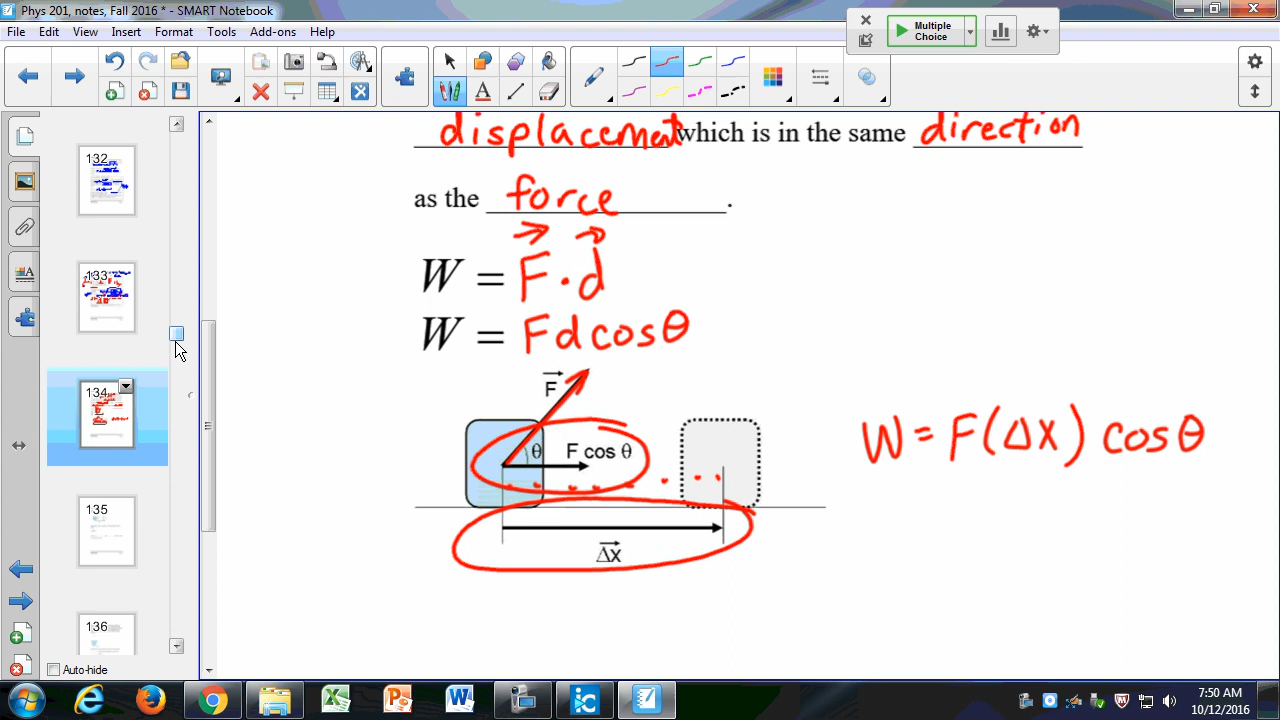 Phys 201, notes, Fall 2016 * - SMART Notebook
Multiple
Choice
File Edit View Insert Format Tools Add-ons Help
displacement which is in the same direction
as the force .
W = F · d
W = Fd cosθ
F
θ F cos θ
W = F(Δx) cosθ
Δx
132
133
134
135
136
Auto-hide
7:50 AM
10/12/2016